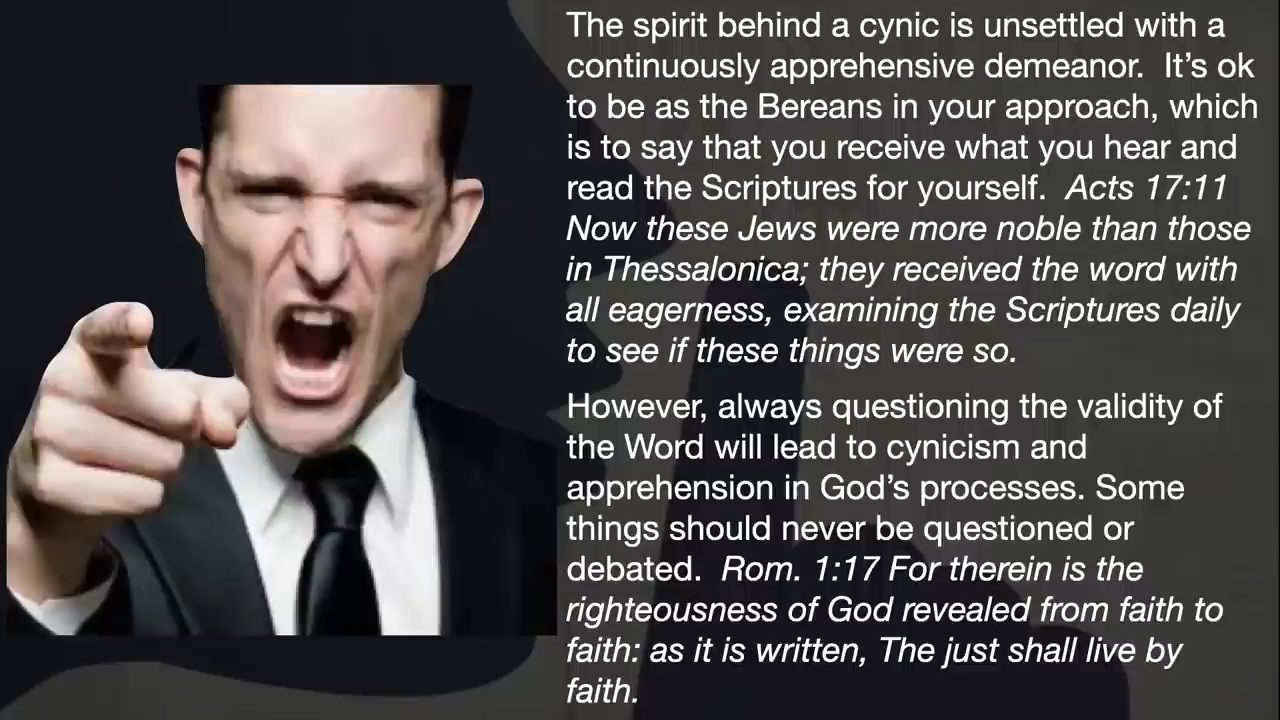 The spirit behind a cynic is unsettled with a
continuously apprehensive demeanor.  It’s ok
to be as the Bereans in your approach, which
is to say that you receive what you hear and
read the Scriptures for yourself.  Acts 17:11
Now these Jews were more noble than those
in Thessalonica; they received the word with
all eagerness, examining the Scriptures daily
to see if these things were so.
However, always questioning the validity of
the Word will lead to cynicism and
apprehension in God’s processes. Some
things should never be questioned or
debated.  Rom. 1:17 For therein is the
righteousness of God revealed from faith to
faith: as it is written, The just shall live by
faith.